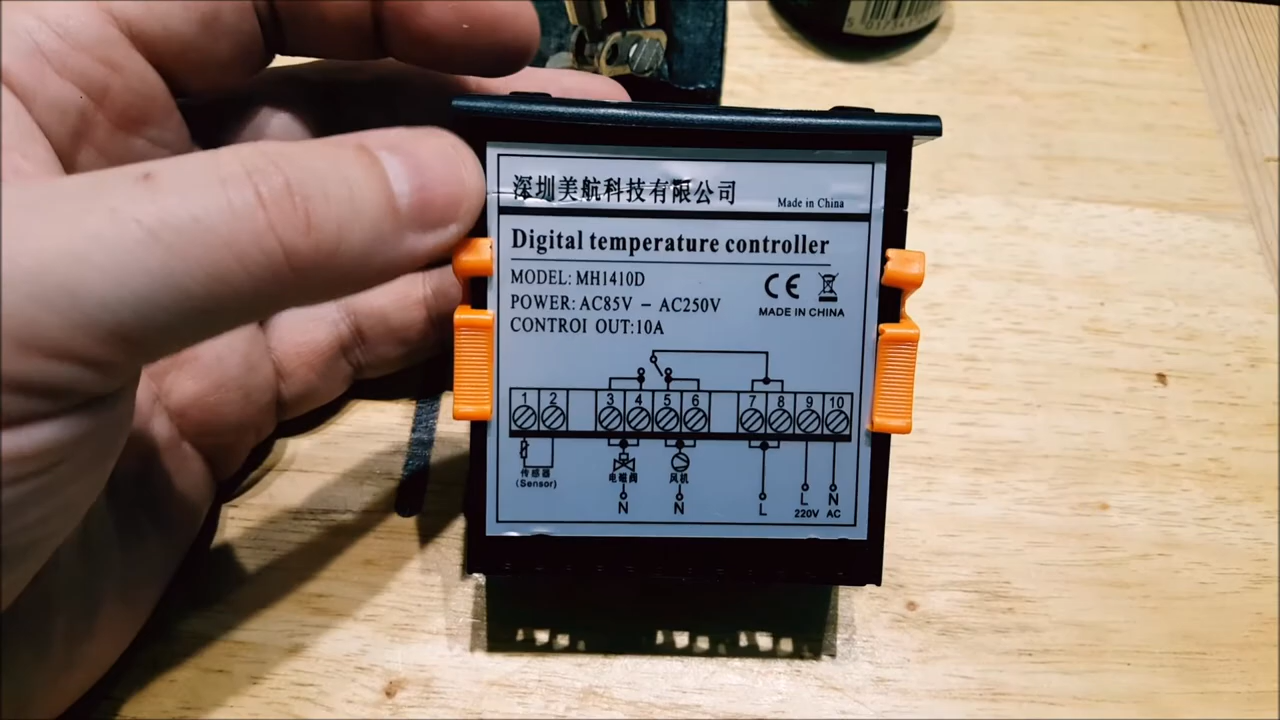 深圳美航科技有限公司
Made in China
Digital temperature controller
MODEL: MH1410D
POWER: AC85V – AC250V
CONTROI OUT:10A
CE
MADE IN CHINA
1 2 3 4 5 6 7 8 9 10
传感器
(Sensor)
电磁阀
风机
N
N
L
L
N
220V
AC